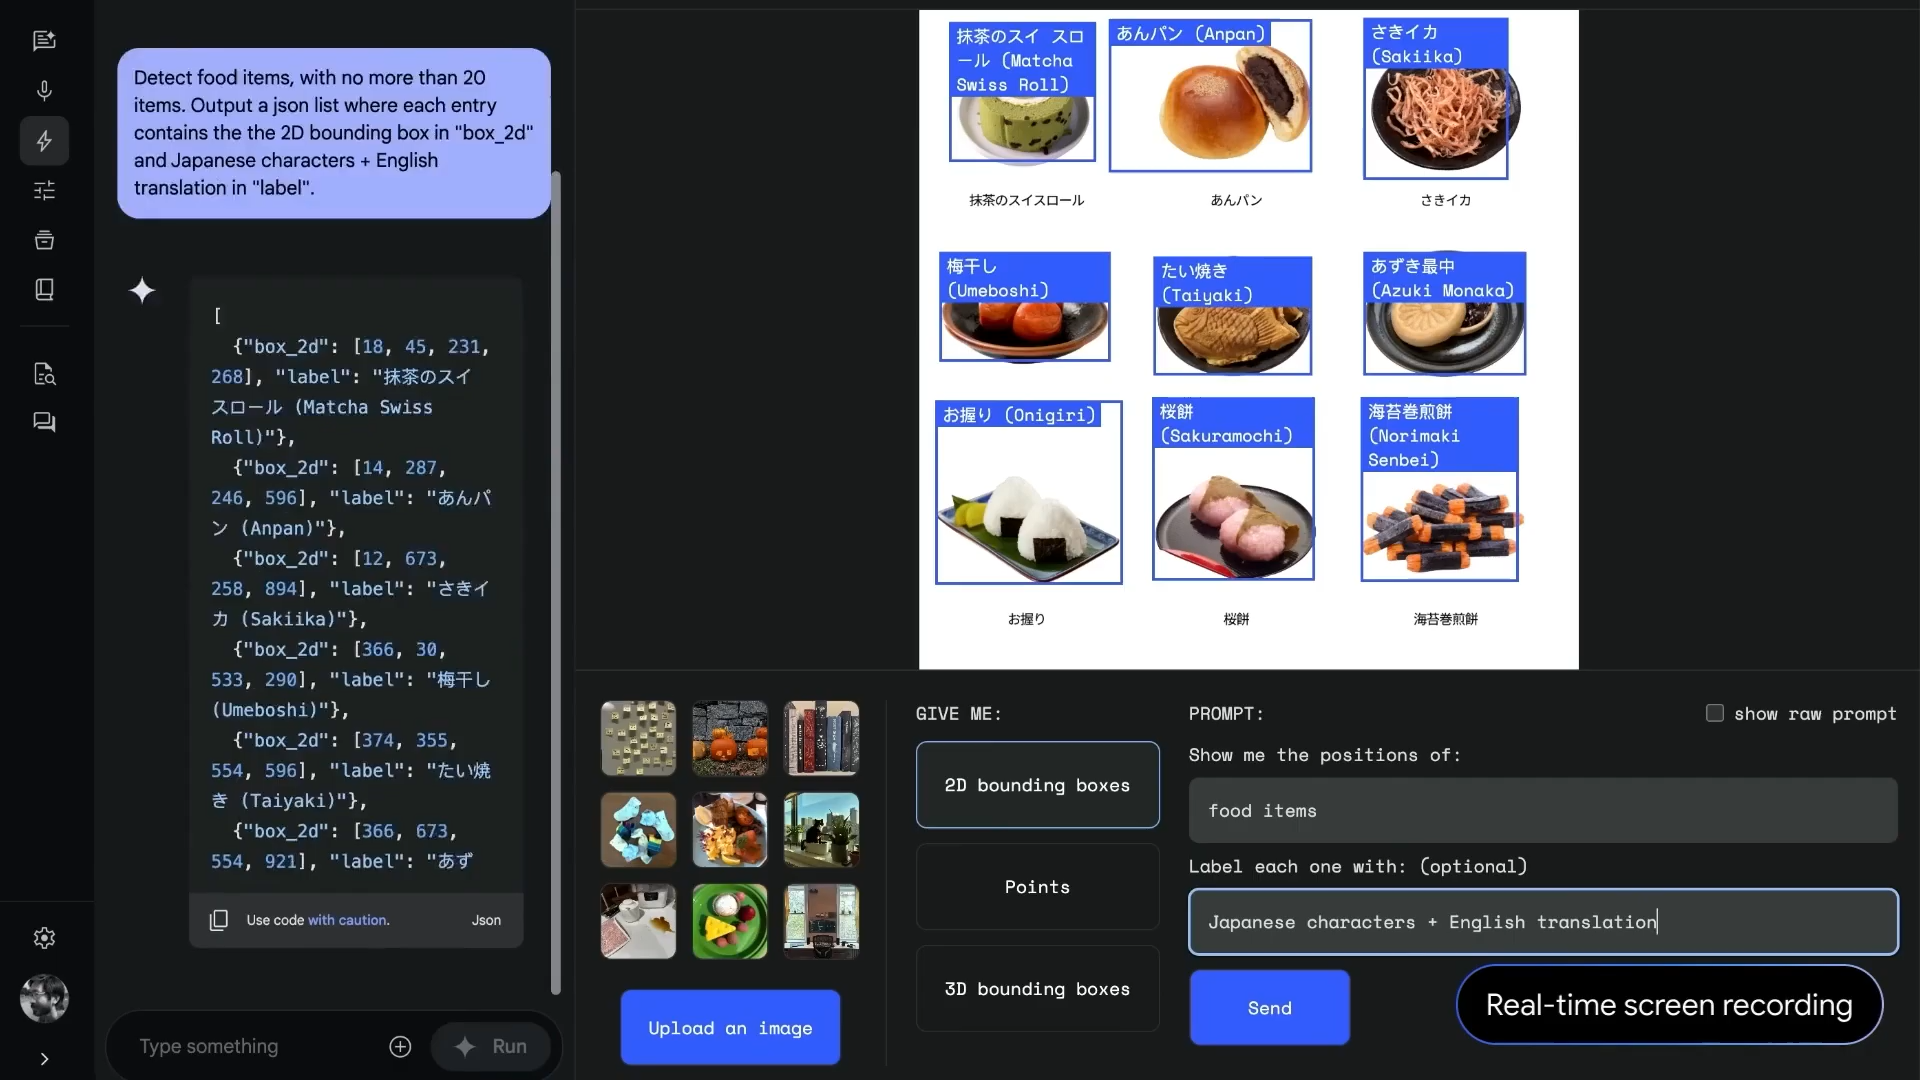 Detect food items, with no more than 20
items. Output a json list where each entry
contains the the 2D bounding box in "box_2d"
and Japanese characters + English
translation in "label".
[
{"box_2d": [18, 45, 231,
268], "label": "抹茶のスイ
スロール (Matcha Swiss
Roll)"},
{"box_2d": [14, 287,
246, 596], "label": "あんパ
ン (Anpan)"},
{"box_2d": [12, 673,
258, 894], "label": "さきイ
カ (Sakiika)"},
{"box_2d": [366, 30,
533, 290], "label": "梅干し
(Umeboshi)"},
{"box_2d": [374, 355,
554, 596], "label": "たい焼
き (Taiyaki)"},
{"box_2d": [366, 673,
554, 921], "label": "あず
Use code with caution.
Json
Type something
Run
抹茶のスイ スロ
ール (Matcha
Swiss Roll)
あんパン (Anpan)
さきイカ
(Sakiika)
抹茶のスイスロール
あんパン
さきイカ
梅干し
(Umeboshi)
たい焼き
(Taiyaki)
あずき最中
(Azuki Monaka)
お握り (Onigiri)
桜餅
(Sakuramochi)
海苔巻煎餅
(Norimaki
Senbei)
お握り
桜餅
海苔巻煎餅
Upload an image
GIVE ME:
2D bounding boxes
Points
3D bounding boxes
PROMPT:
show raw prompt
Show me the positions of:
food items
Label each one with: (optional)
Japanese characters + English translation
Send
Real-time screen recording